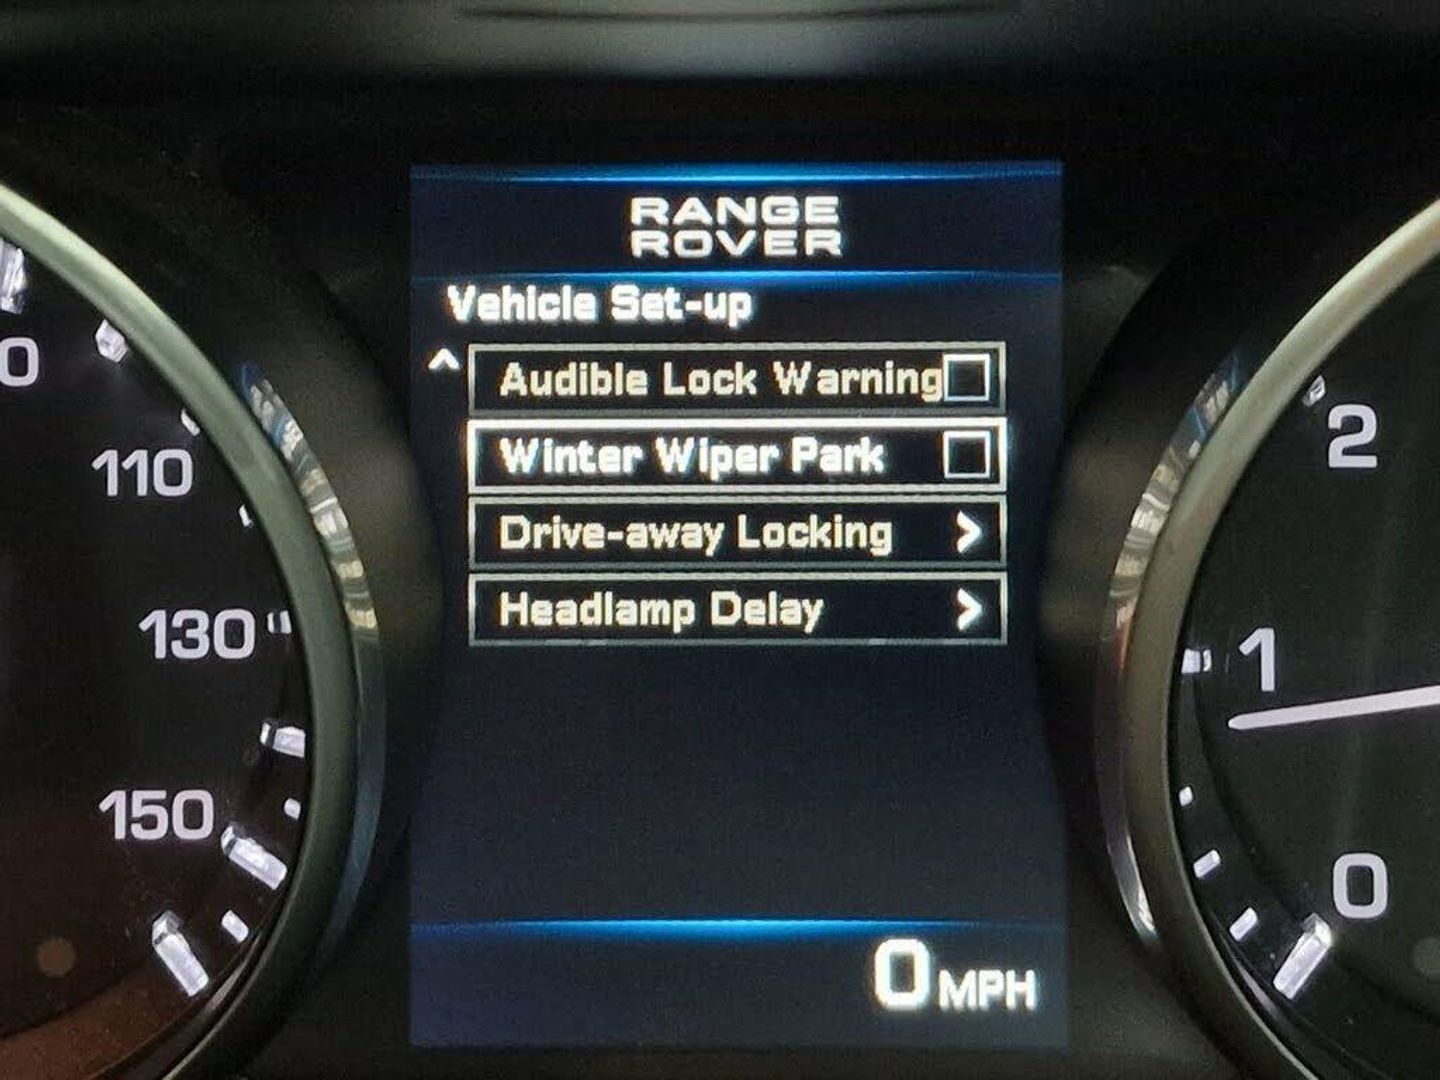 RANGE
ROVER
Vehicle Set-up
Audible Lock Warning
Winter Wiper Park
Drive-away Locking >
Headlamp Delay >
0 MPH
0
110
130
150
2
1
0